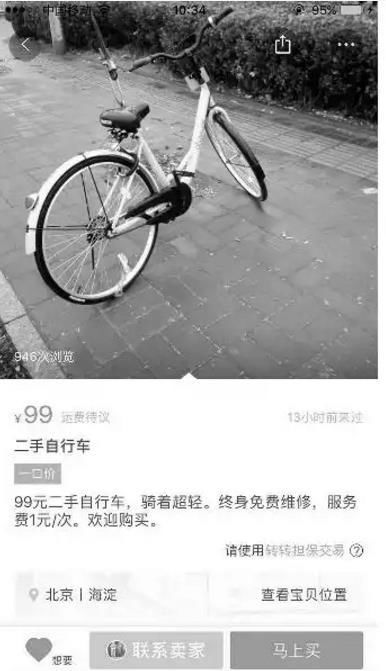 中国移动 10:34 95%
946次浏览
¥99 运费待议 13小时前来过
二手自行车
一口价
99元二手自行车，骑着超轻。终身免费维修，服务
费1元/次。欢迎购买。
请使用转转担保交易 ?
北京 | 海淀 查看宝贝位置
想要 联系卖家 马上买